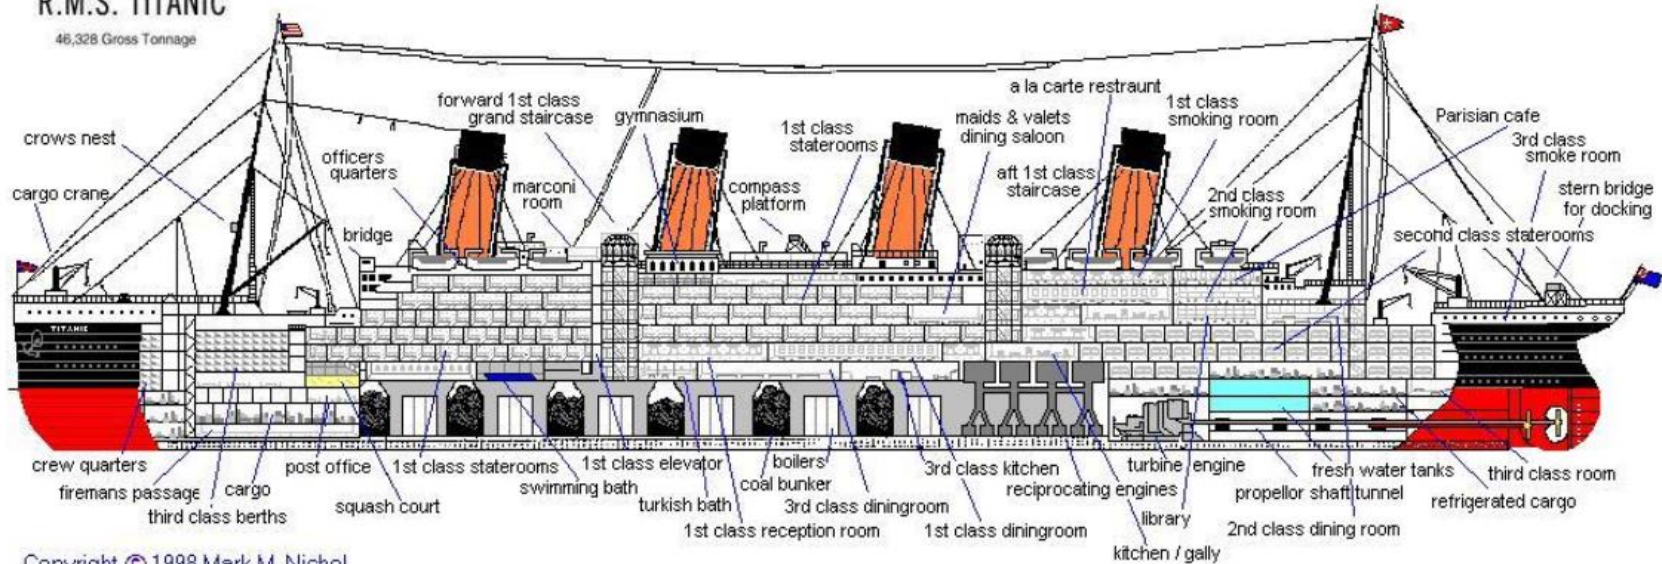 R.M.S. TITANIC
46,328 Gross Tonnage
crows nest
cargo crane
officers
quarters
bridge
forward 1st class
grand staircase
marconi
room
gymnasium
compass
platform
1st class
staterooms
maids & valets
dining saloon
a la carte restraunt
aft 1st class
staircase
1st class
smoking room
2nd class
smoking room
Parisian cafe
3rd class
smoke room
stern bridge
for docking
second class staterooms
TITANIC
crew quarters
firemans passage
third class berths
cargo
post office
squash court
1st class staterooms
swimming bath
1st class elevator
turkish bath
1st class reception room
coal bunker
boilers
3rd class diningroom
3rd class kitchen
1st class diningroom
reciprocating engines
kitchen / gally
turbine engine
library
propellor shaft tunnel
2nd class dining room
fresh water tanks
refrigerated cargo
third class room
Copyright © 1998 Mark M. Nichol